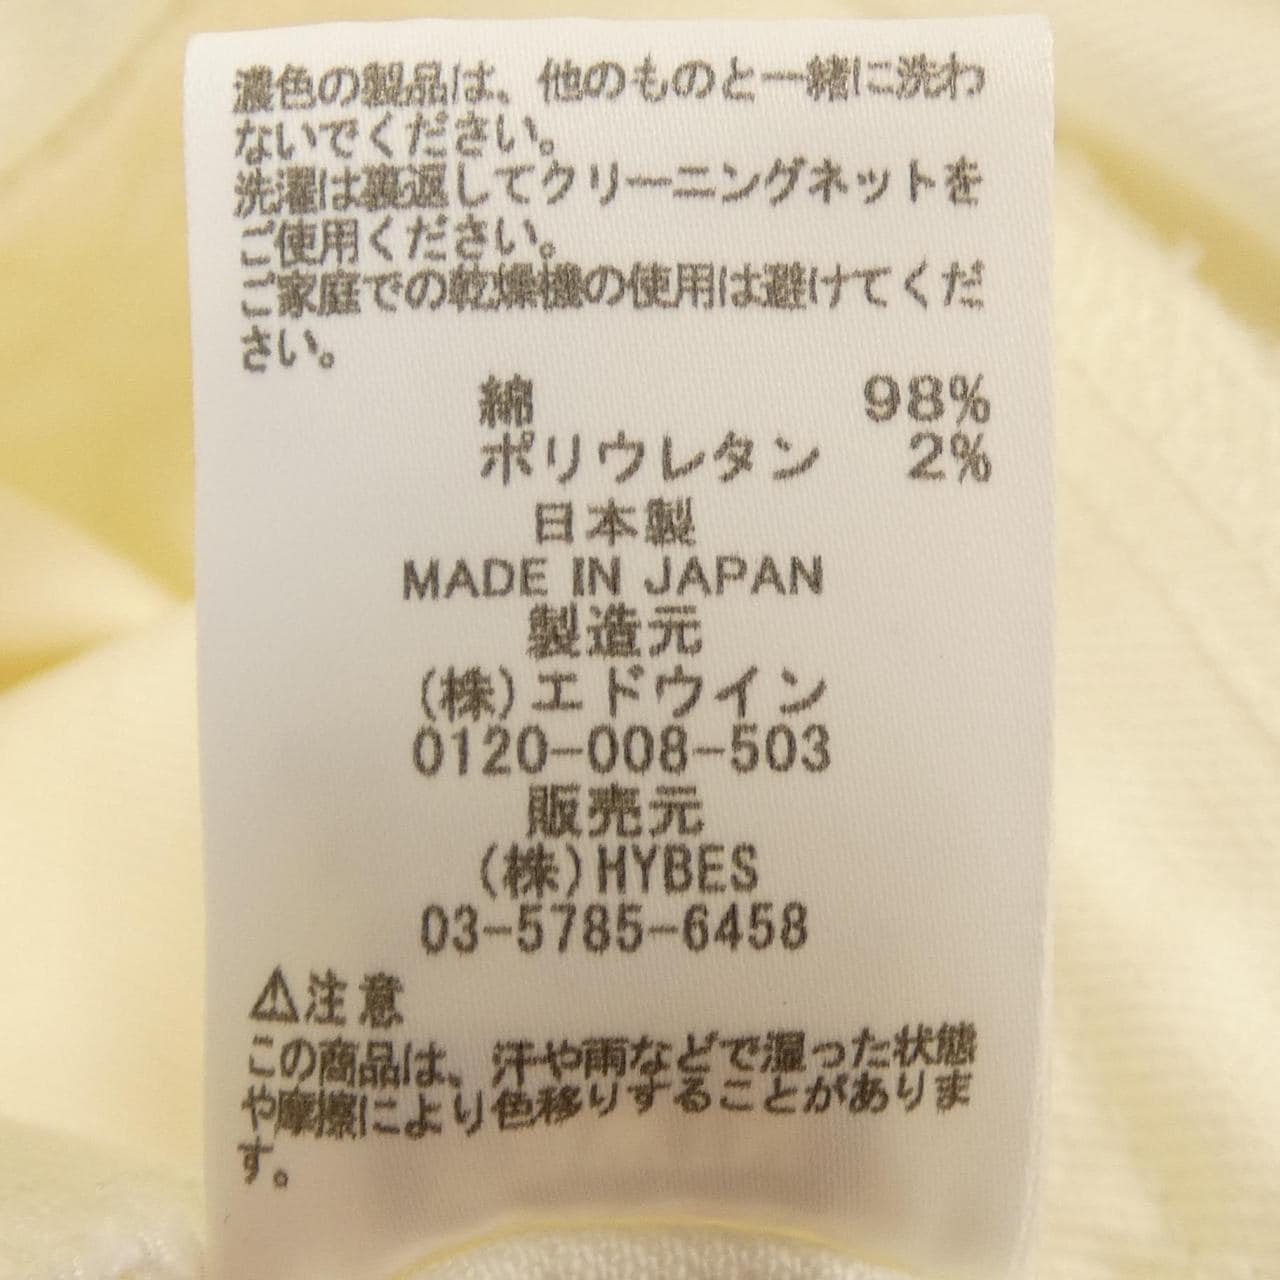 濃色の製品は、他のものと一緒に洗わ
ないでください。
洗濯は裏返してクリーニングネットを
ご使用ください。
ご家庭での乾燥機の使用は避けてくだ
さい。
綿 98%
ポリウレタン 2%
日本製
MADE IN JAPAN
製造元
(株)エドウイン
0120-008-503
販売元
(株)HYBES
03-5785-6458
⚠注意
この商品は、汗や雨などで湿った状態
や摩擦により色移りすることがありま
す。